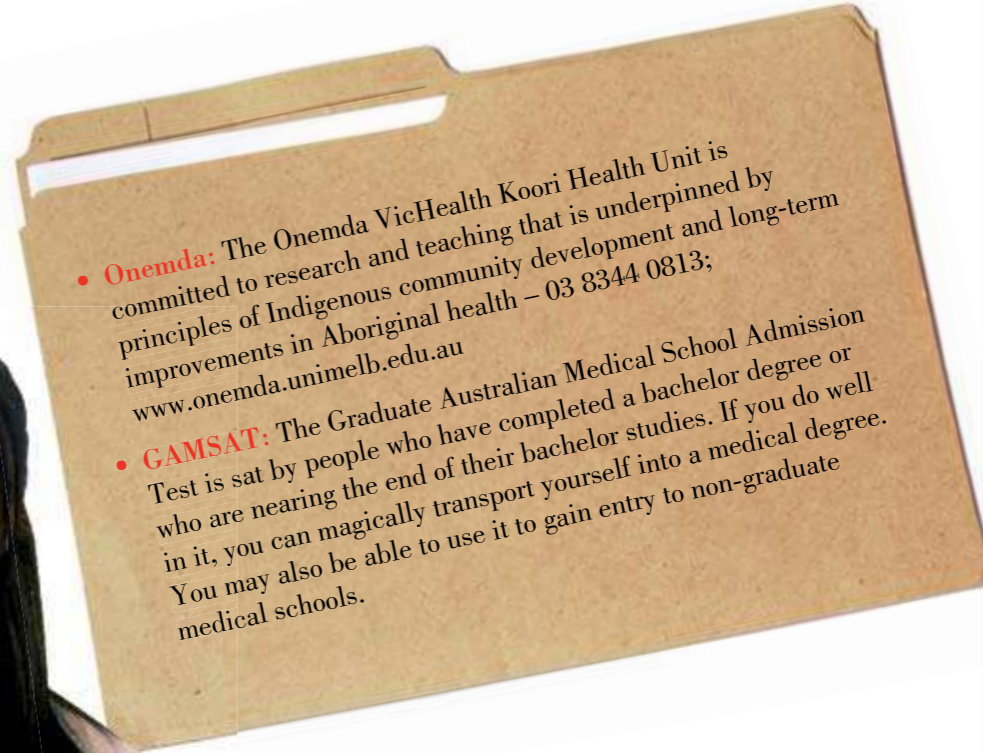 • Onemda: The Onemda VicHealth Koori Health Unit is
committed to research and teaching that is underpinned by
principles of Indigenous community development and long-term
improvements in Aboriginal health – 03 8344 0813;
www.onemda.unimelb.edu.au
• GAMSAT: The Graduate Australian Medical School Admission
Test is sat by people who have completed a bachelor degree or
who are nearing the end of their bachelor studies. If you do well
in it, you can magically transport yourself into a medical degree.
You may also be able to use it to gain entry to non-graduate
medical schools.